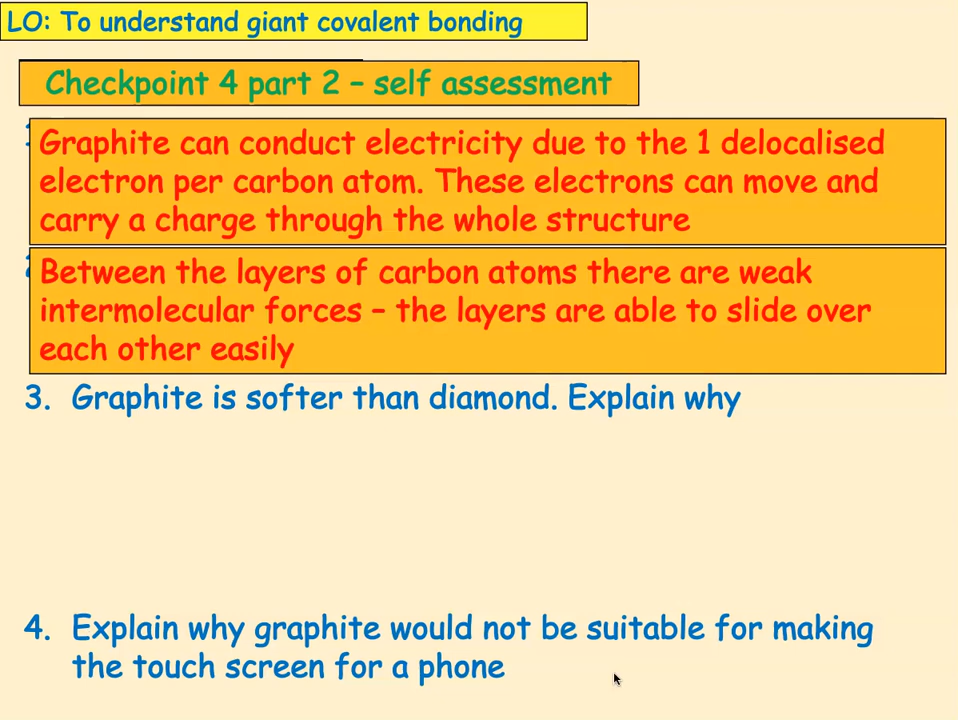 LO: To understand giant covalent bonding
Checkpoint 4 part 2 – self assessment
Graphite can conduct electricity due to the 1 delocalised
electron per carbon atom. These electrons can move and
carry a charge through the whole structure
Between the layers of carbon atoms there are weak
intermolecular forces – the layers are able to slide over
each other easily
3. Graphite is softer than diamond. Explain why
4. Explain why graphite would not be suitable for making
the touch screen for a phone